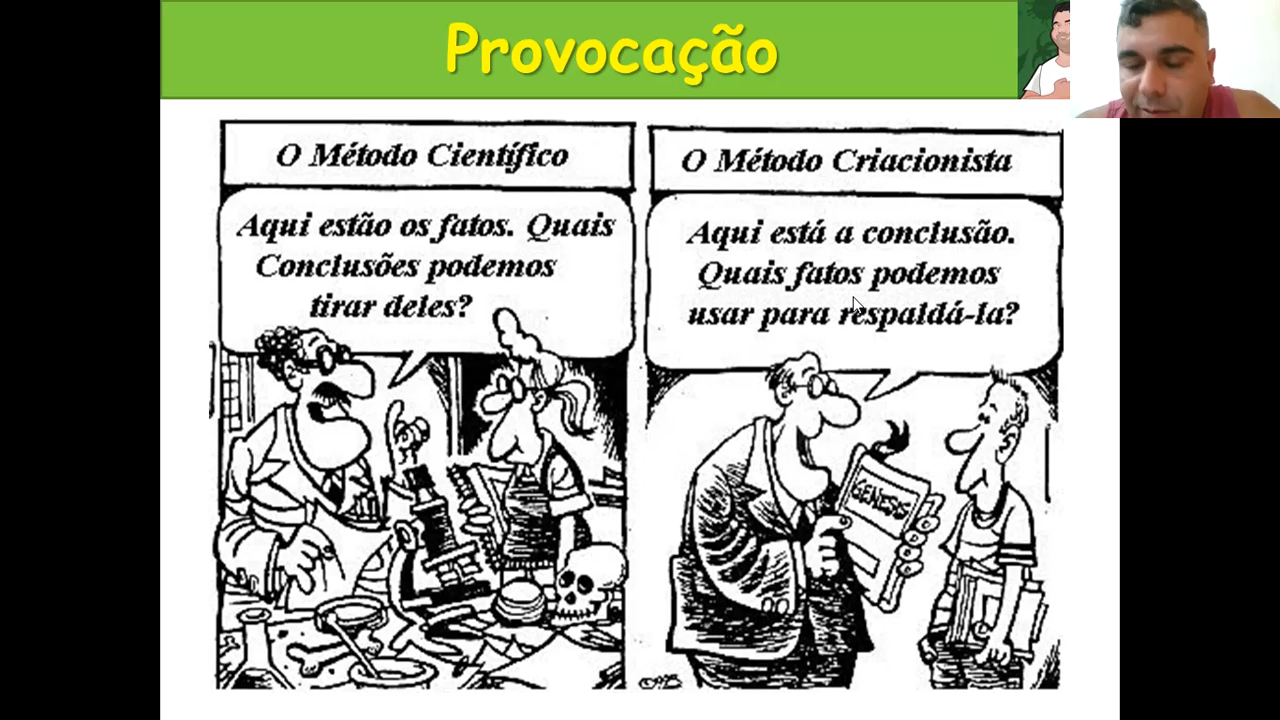 Provocação
O Método Científico
Aqui estão os fatos. Quais
Conclusões podemos
tirar deles?
O Método Criacionista
Aqui está a conclusão.
Quais fatos podemos
usar para respaldá-la?
GENESIS